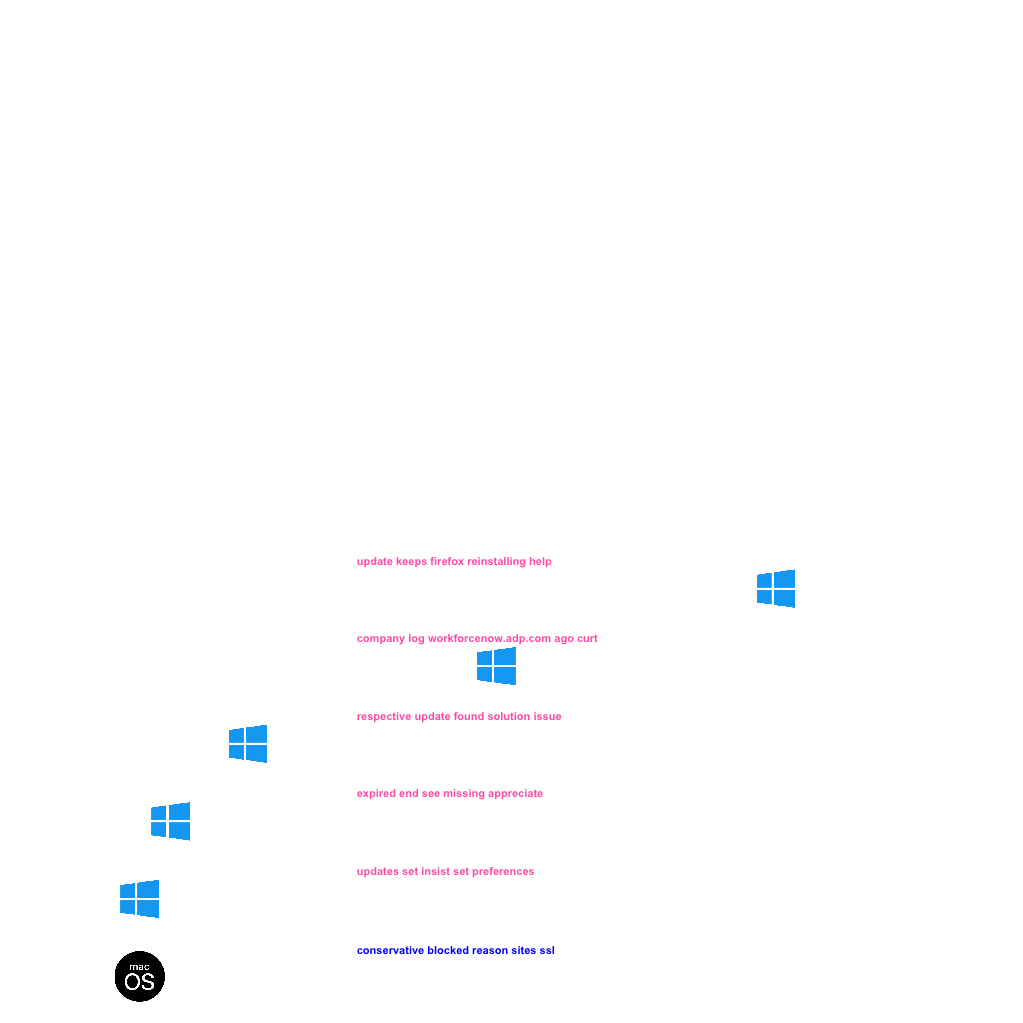 update keeps firefox reinstalling help
company log workforcenow.adp.com ago curt
respective update found solution issue
expired end see missing appreciate
updates set insist set preferences
conservative blocked reason sites ssl
mac
OS